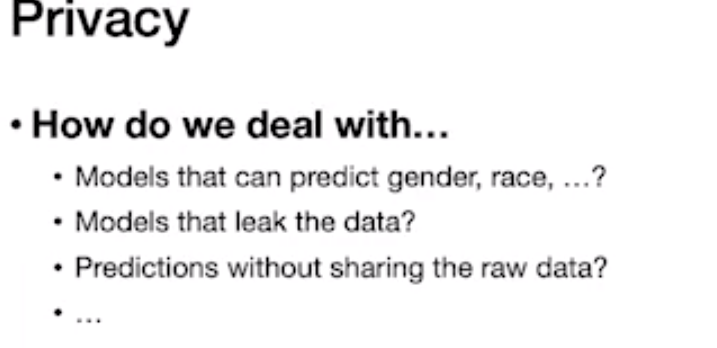 Privacy
• How do we deal with...
• Models that can predict gender, race, ...?
• Models that leak the data?
• Predictions without sharing the raw data?
• ...